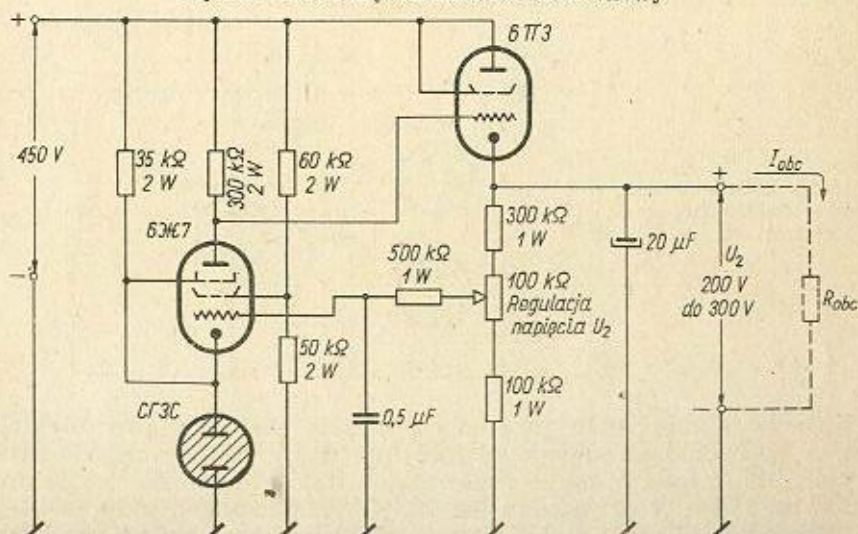 +
6П3
450 V
35 kΩ
2 W
300 kΩ
2 W
60 kΩ
2 W
6Ж7
500 kΩ
1 W
300 kΩ
1 W
100 kΩ
Regulacja
napięcia U₂
100 kΩ
1 W
50 kΩ
2 W
СГ3С
0,5 μF
20 μF
+
I obc
U₂
200 V
do 300 V
R obc
−
−